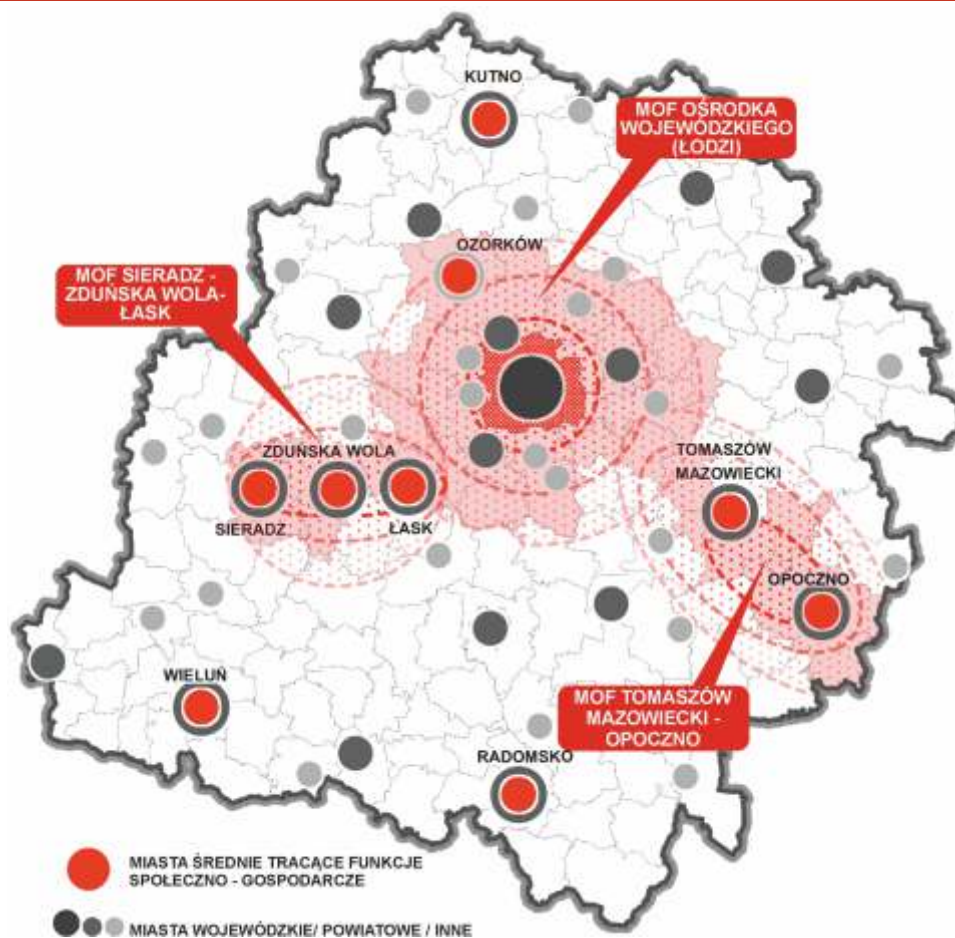 KUTNO
MOF OŚRODKA
WOJEWÓDZKIEGO
(ŁODZI)
OZORKÓW
MOF SIERADZ -
ZDUŃSKA WOLA-
ŁASK
ZDUŃSKA WOLA
SIERADZ
ŁASK
TOMASZÓW
MAZOWIECKI
OPOCZNO
WIELUŃ
MOF TOMASZÓW
MAZOWIECKI -
OPOCZNO
RADOMSKO
MIASTA ŚREDNIE TRACĄCE FUNKCJE
SPOŁECZNO - GOSPODARCZE
MIASTA WOJEWÓDZKIE/ POWIATOWE / INNE